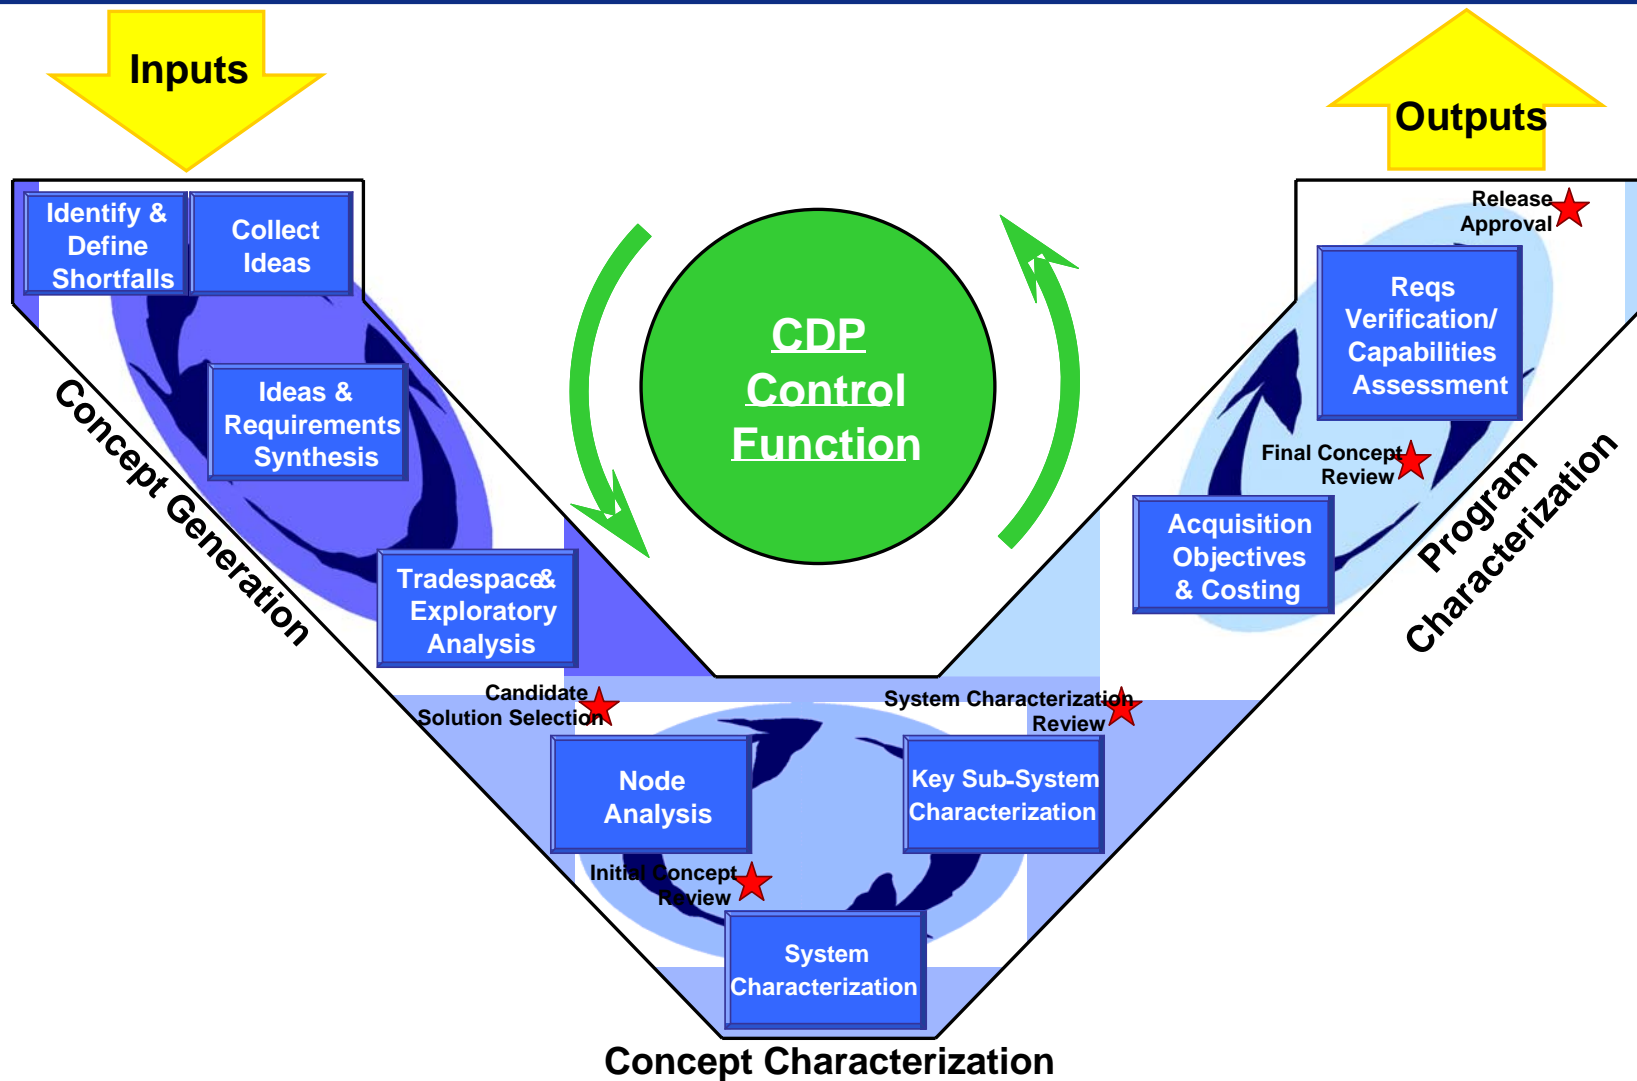 Inputs
Outputs
Identify &
Define
Shortfalls
Collect
Ideas
Ideas &
Requirements
Synthesis
Tradespace&
Exploratory
Analysis
Concept Generation
CDP
Control
Function
Candidate
Solution Selection
Node
Analysis
Initial Concept
Review
System
Characterization
Key Sub-System
Characterization
System Characterization
Review
Concept Characterization
Acquisition
Objectives
& Costing
Final Concept
Review
Reqs
Verification/
Capabilities
Assessment
Release
Approval
Program
Characterization